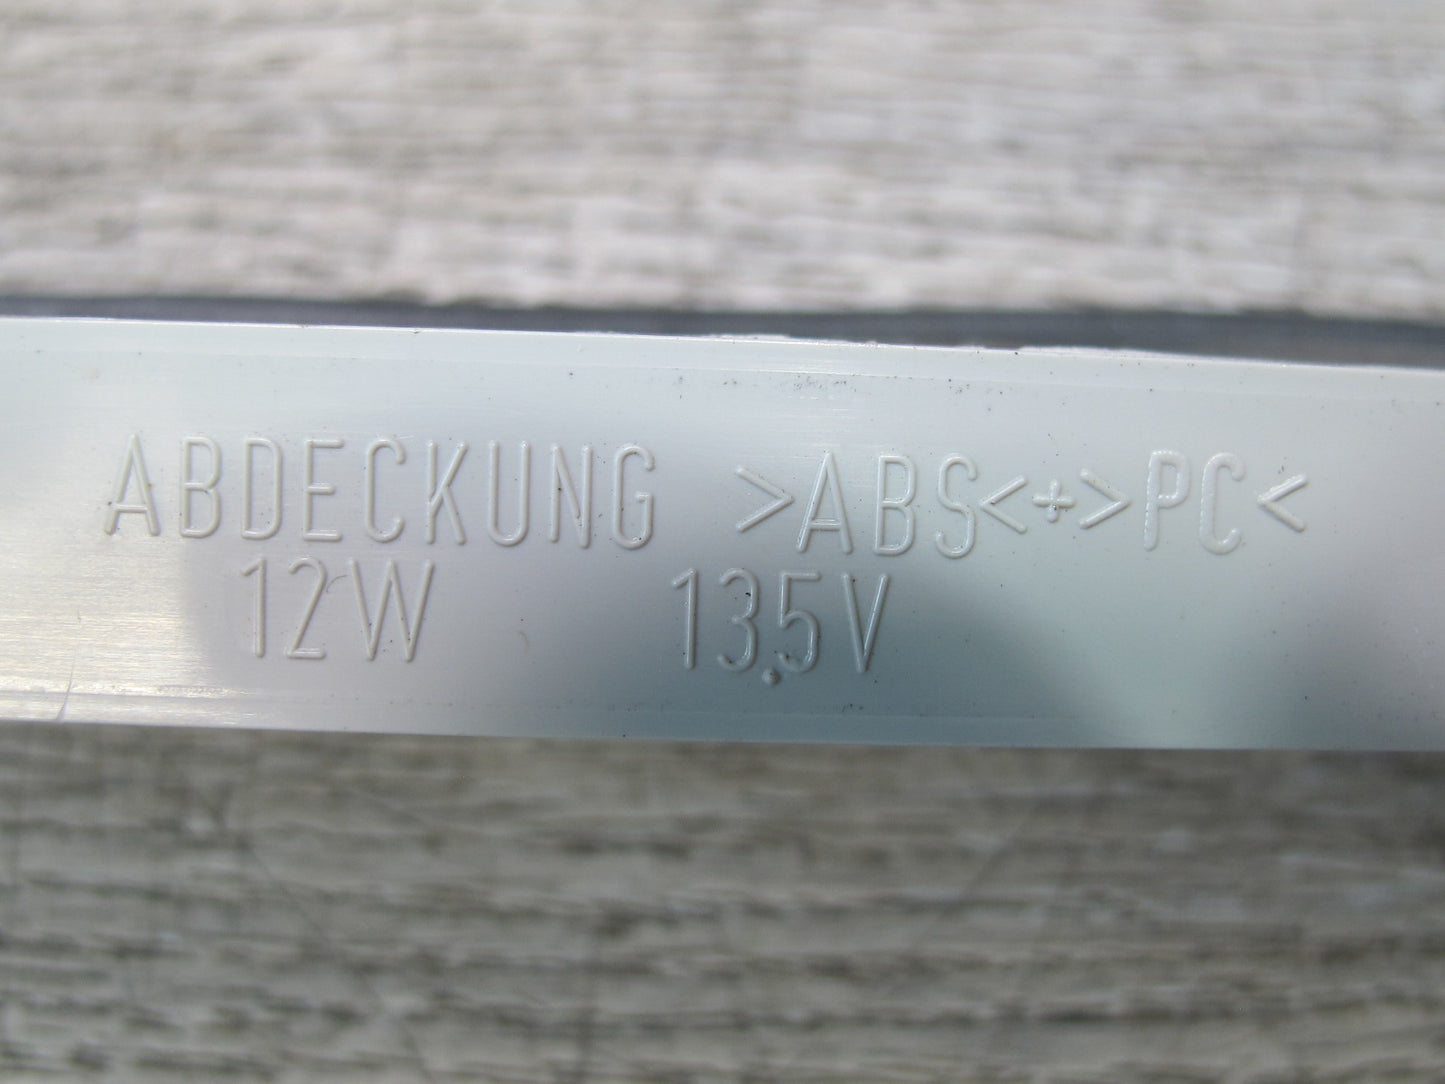 ABDECKUNG >ABS<+>PC<
12W 13.5V